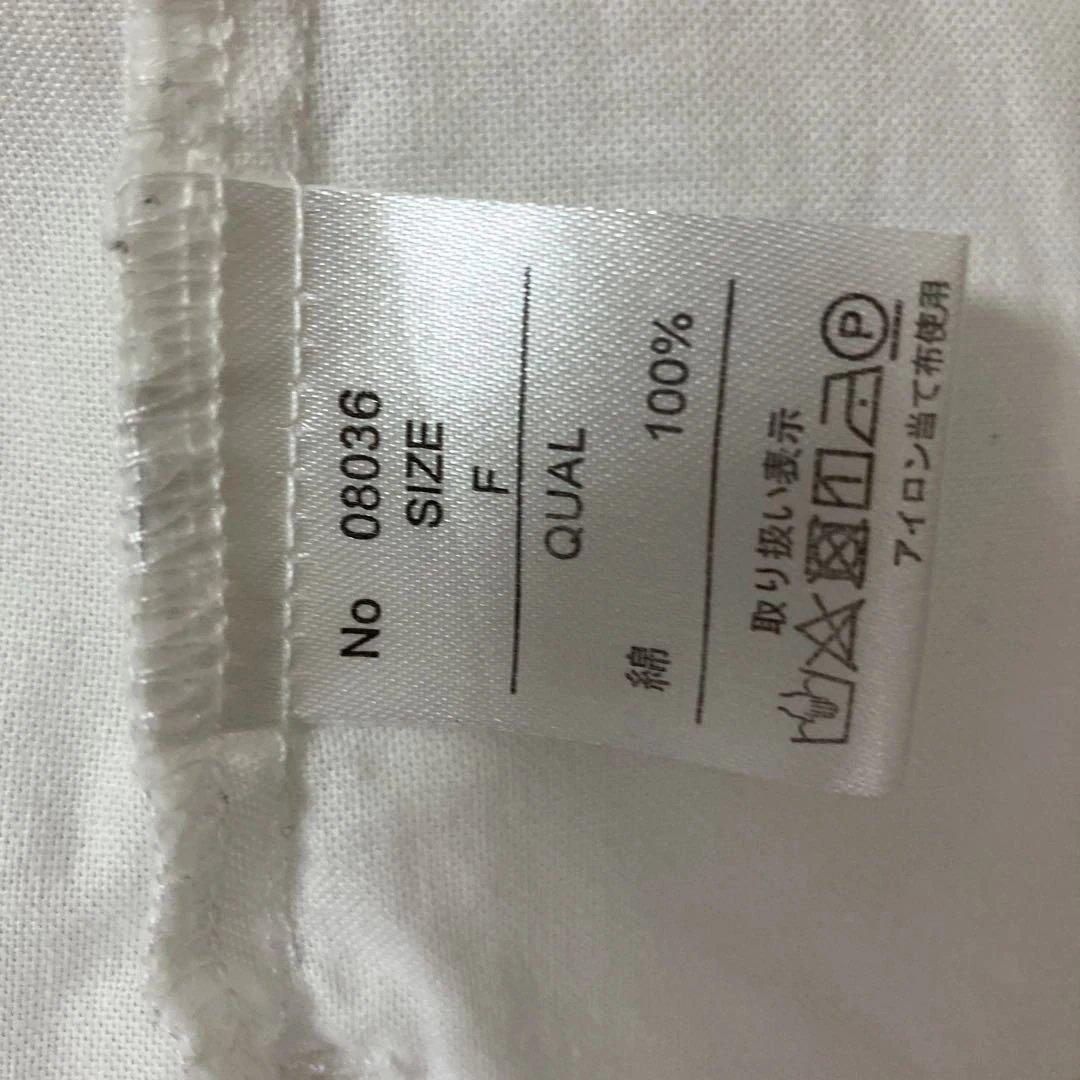 No 08036
SIZE
F
QUAL
綿 100%
取り扱い表示
P
アイロン当て布使用